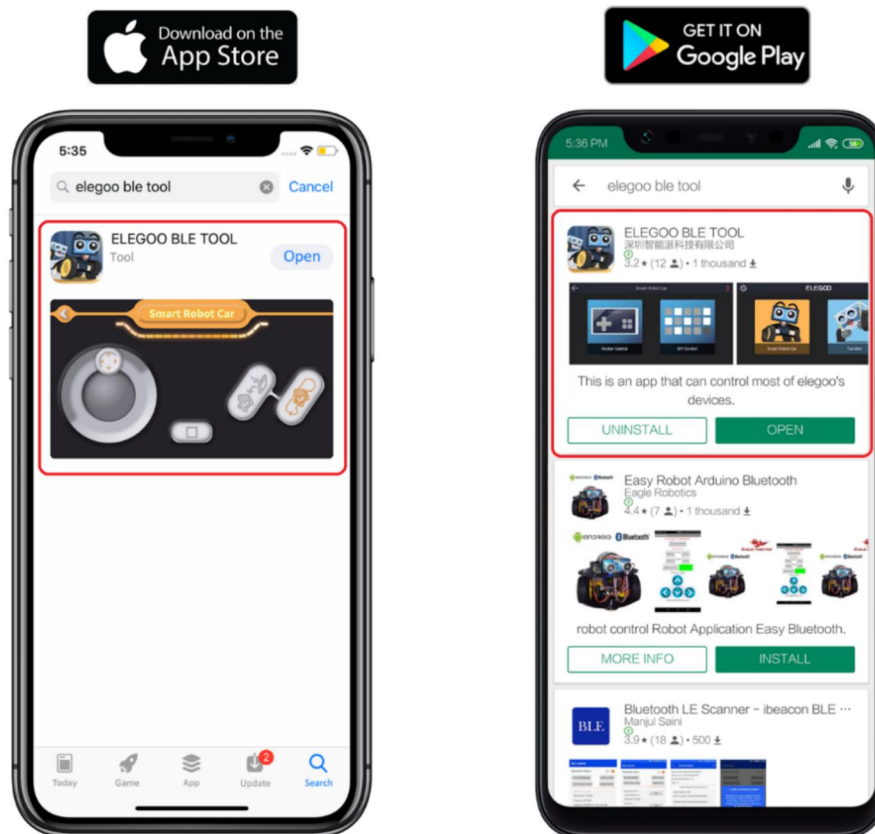 Download on the
App Store
GET IT ON
Google Play
5:35
elegoo ble tool
Cancel
ELEGOO BLE TOOL
Tool
Open
Smart Robot Car
Today
Game
App
2
Update
Search
5:36 PM
elegoo ble tool
ELEGOO BLE TOOL
深圳智能派科技有限公司
3.2★ (12) • 1 thousand
Smart Robot Car
ELEGOO
Rocker Control
Smart Robot Car
This is an app that can control most of elegoo's
devices.
UNINSTALL
OPEN
Easy Robot Arduino Bluetooth
Eagle Robotics
4.4★ (7) • 1 thousand
ANDROID Bluetooth
robot control Robot Application Easy Bluetooth.
MORE INFO
INSTALL
BLE
Bluetooth LE Scanner – ibeacon BLE ···
Manjul Saini
3.9★ (18) • 500